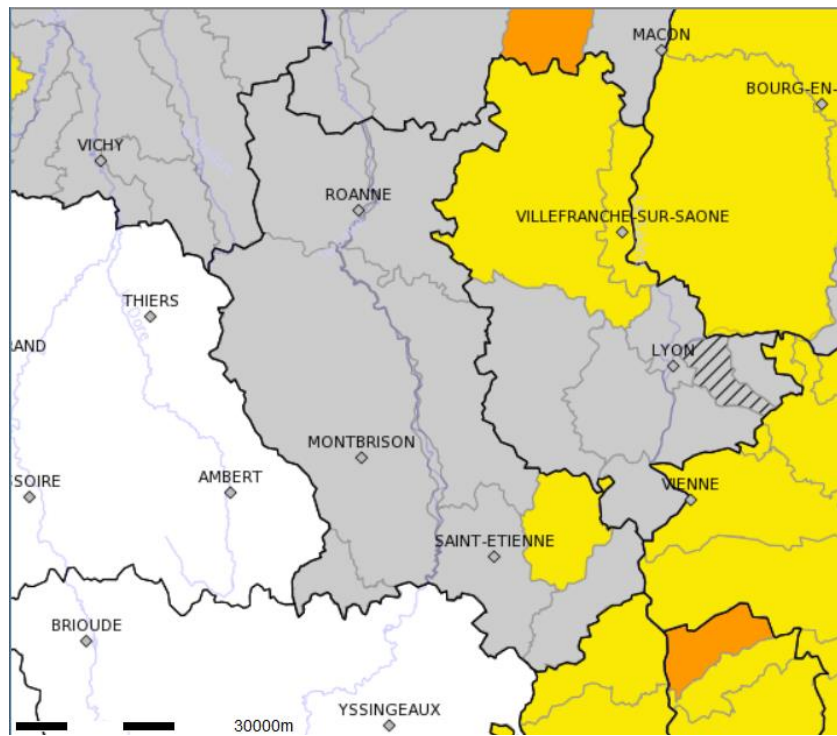 MACON
BOURG-EN-
VICHY
ROANNE
VILLEFRANCHE-SUR-SAONE
THIERS
RAND
LYON
MONTBRISON
SSOIRE
AMBERT
VIENNE
SAINT-ETIENNE
BRIOUDE
30000m
YSSINGEAUX